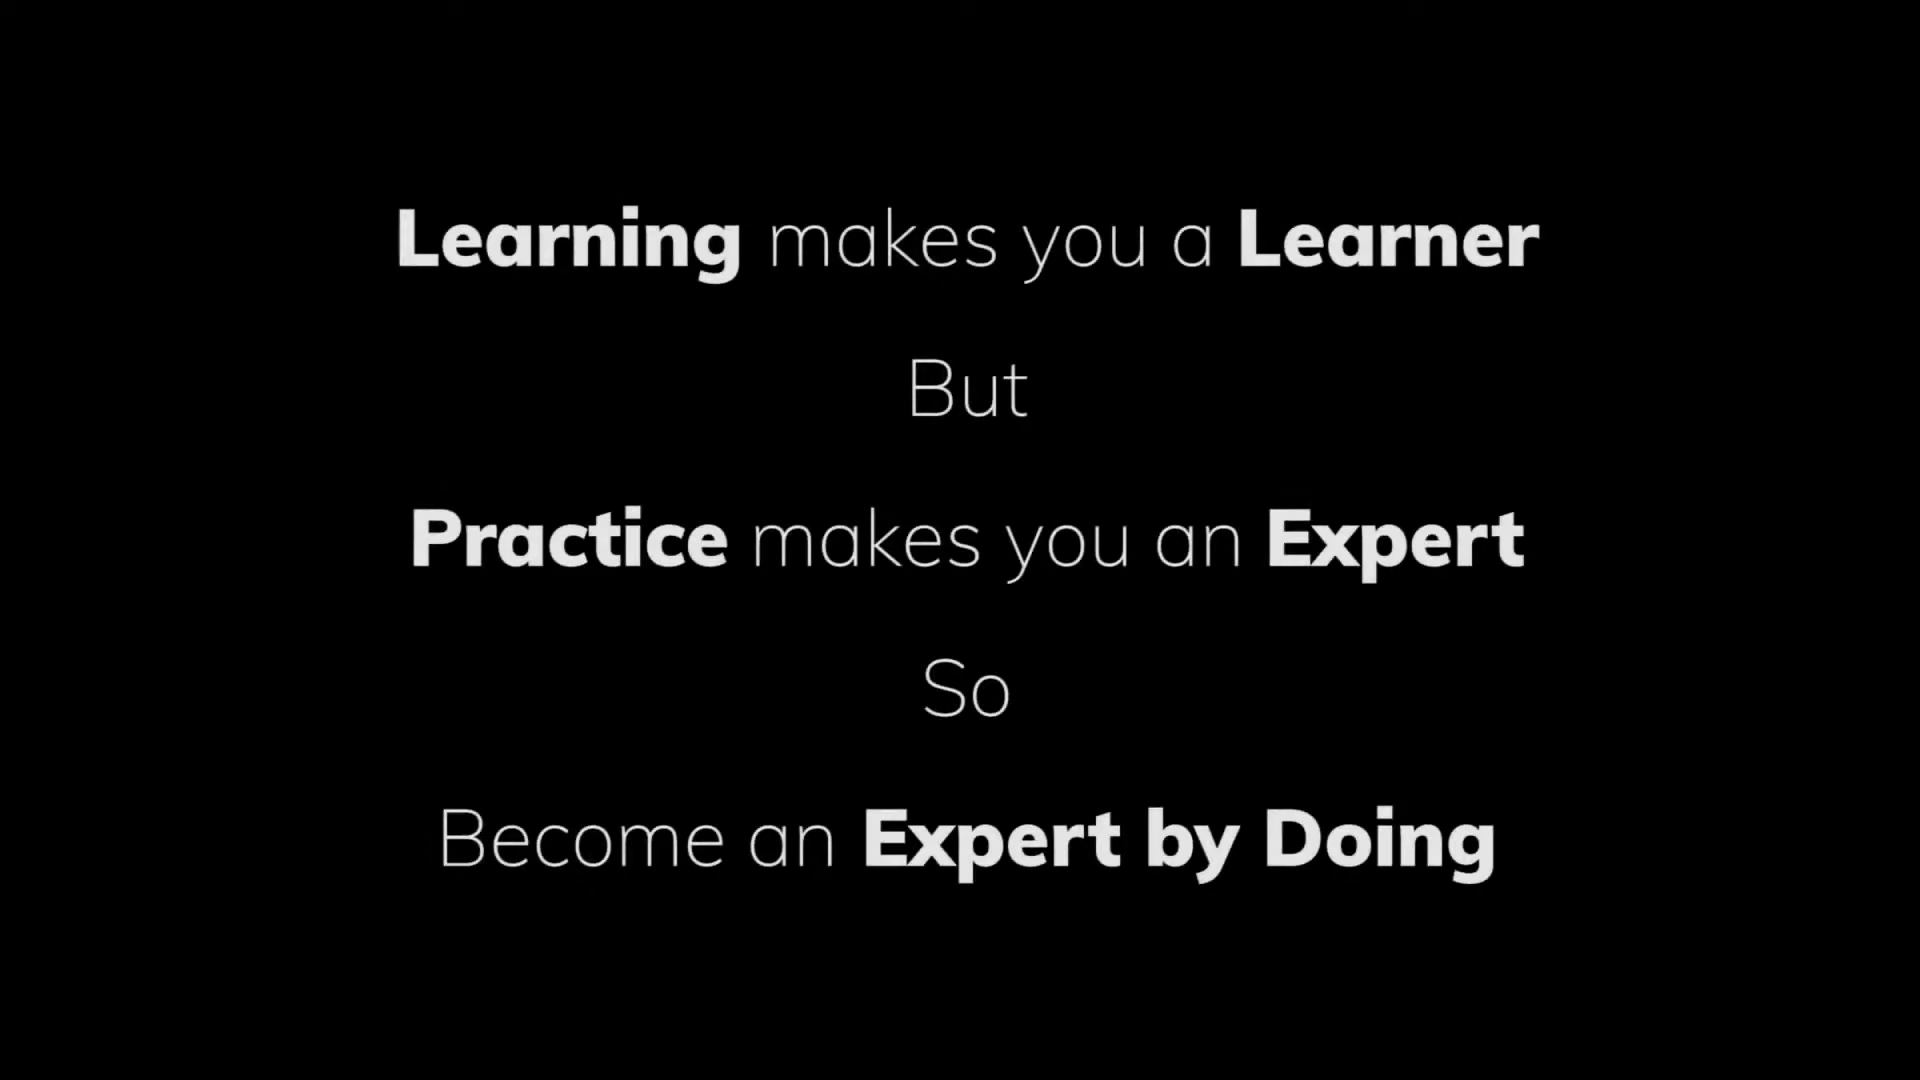 Learning makes you a Learner
But
Practice makes you an Expert
So
Become an Expert by Doing